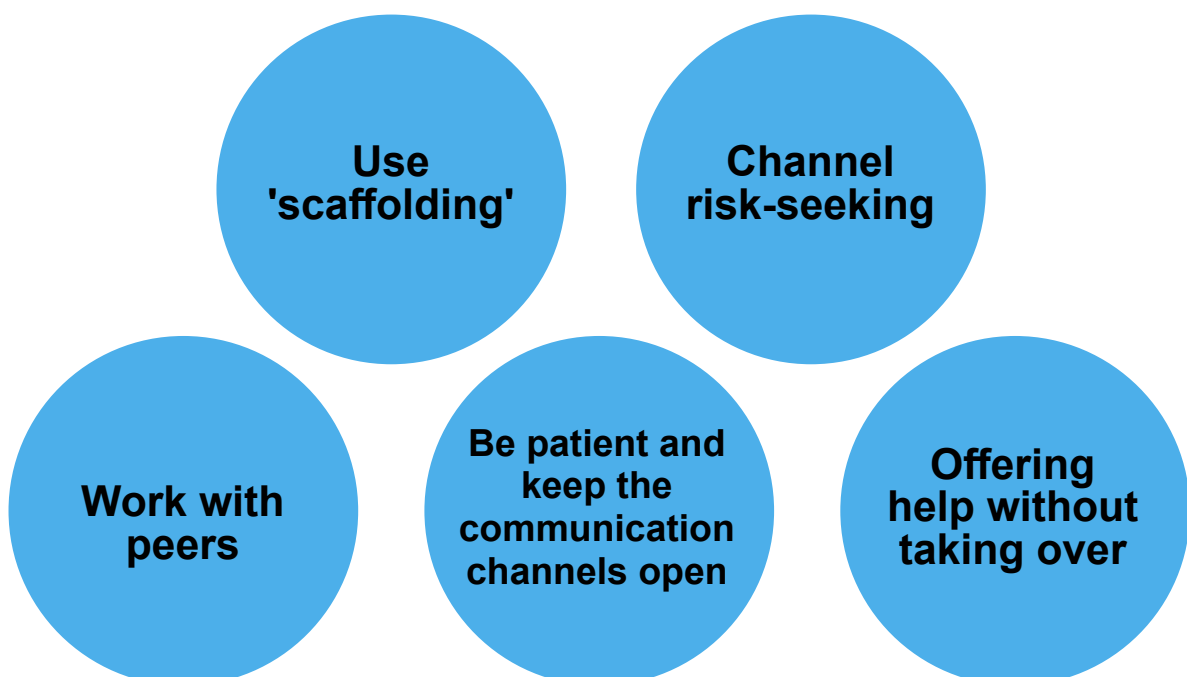 Use
'scaffolding'
Channel
risk-seeking
Work with
peers
Be patient and
keep the
communication
channels open
Offering
help without
taking over